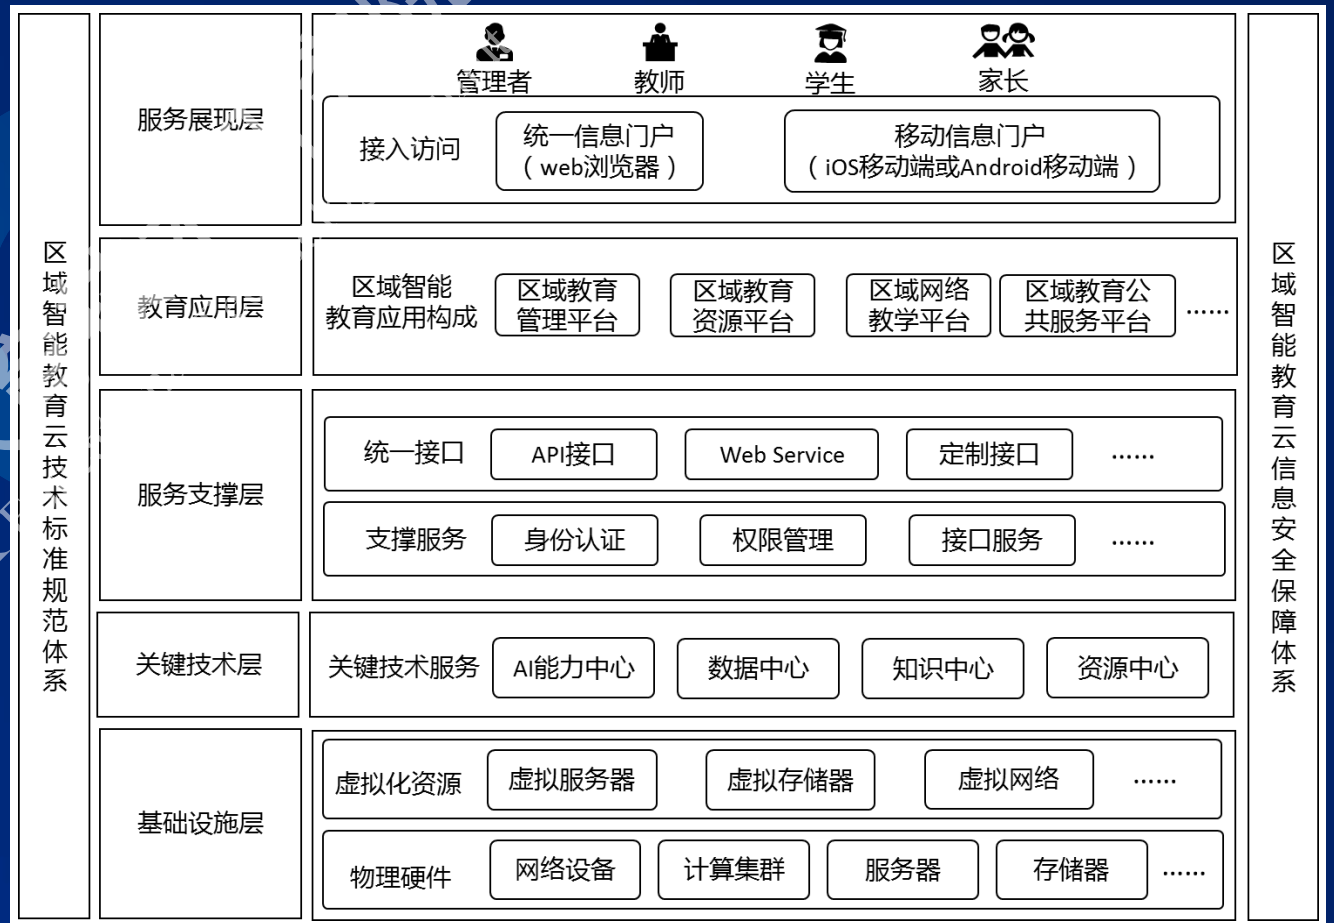 区域智能教育云技术标准规范体系
服务展现层
管理者
教师
学生
家长
接入访问
统一信息门户
（web浏览器）
移动信息门户
（iOS移动端或Android移动端）
教育应用层
区域智能
教育应用构成
区域教育
管理平台
区域教育
资源平台
区域网络
教学平台
区域教育公
共服务平台
……
服务支撑层
统一接口
API接口
Web Service
定制接口
……
支撑服务
身份认证
权限管理
接口服务
……
关键技术层
关键技术服务
AI能力中心
数据中心
知识中心
资源中心
基础设施层
虚拟化资源
虚拟服务器
虚拟存储器
虚拟网络
……
物理硬件
网络设备
计算集群
服务器
存储器
……
区域智能教育云信息安全保障体系